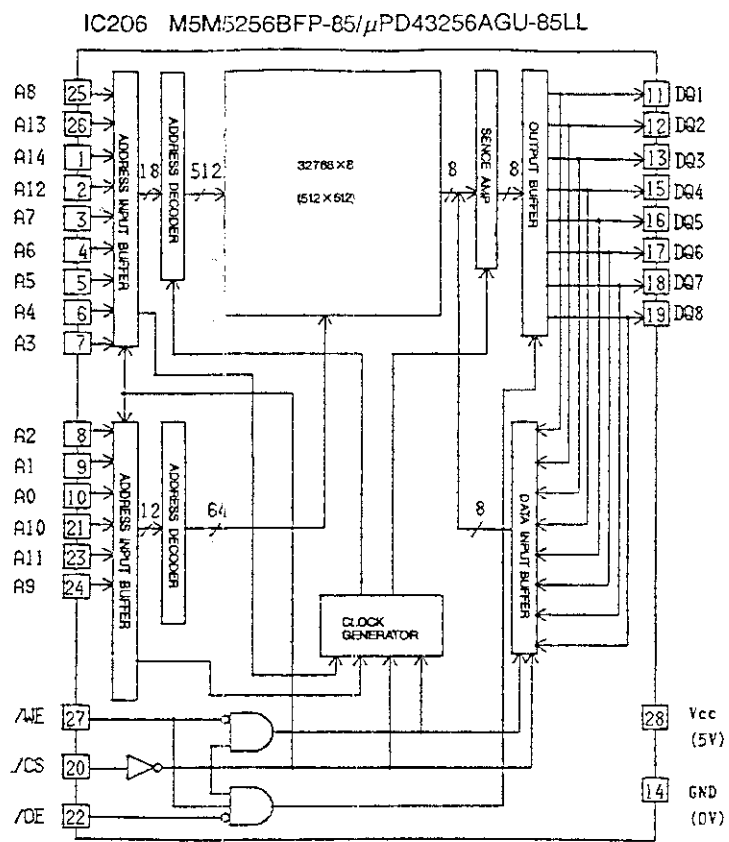 IC206 M5M5256BFP-85/μPD43256AGU-85LL
A8 25
A13 26
A14 1
A12 2
A7 3
A6 4
A5 5
A4 6
A3 7
ADDRESS INPUT BUFFER
18
ADDRESS DECODER
512
32768×8
(512×512)
8
SENCE AMP
8
OUTPUT BUFFER
11 DQ1
12 DQ2
13 DQ3
15 DQ4
16 DQ5
17 DQ6
18 DQ7
19 DQ8
A2 8
A1 9
A0 10
A10 21
A11 23
A9 24
ADDRESS INPUT BUFFER
12
ADDRESS DECODER
64
8
DATA INPUT BUFFER
CLOCK
GENERATOR
/WE 27
/CS 20
/OE 22
28 Vcc
(5V)
14 GND
(0V)